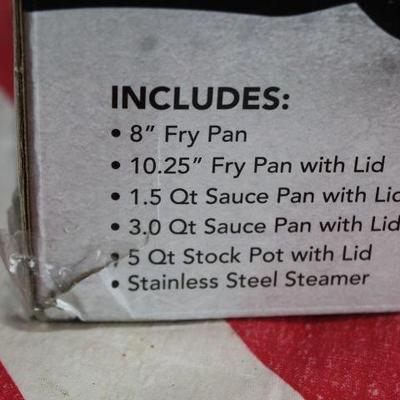 INCLUDES:
• 8" Fry Pan
• 10.25" Fry Pan with Lid
• 1.5 Qt Sauce Pan with Lid
• 3.0 Qt Sauce Pan with Lid
• 5 Qt Stock Pot with Lid
• Stainless Steel Steamer